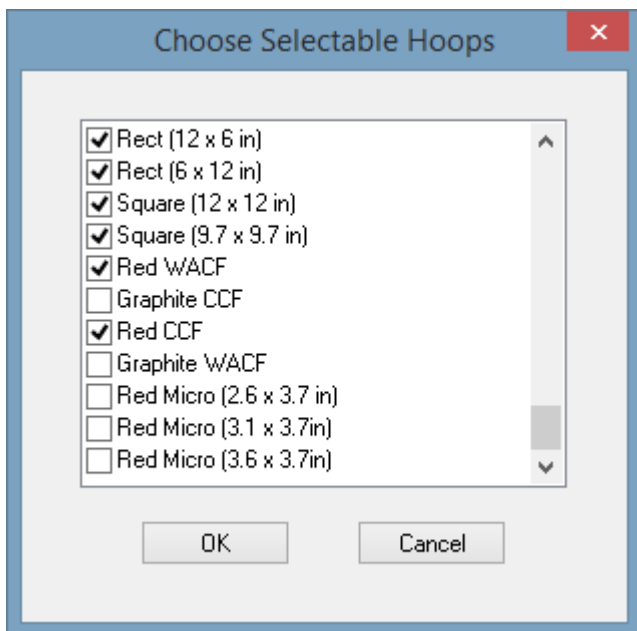 Choose Selectable Hoops
Rect (12 x 6 in)
Rect (6 x 12 in)
Square (12 x 12 in)
Square (9.7 x 9.7 in)
Red WACF
Graphite CCF
Red CCF
Graphite WACF
Red Micro (2.6 x 3.7 in)
Red Micro (3.1 x 3.7in)
Red Micro (3.6 x 3.7in)
OK Cancel